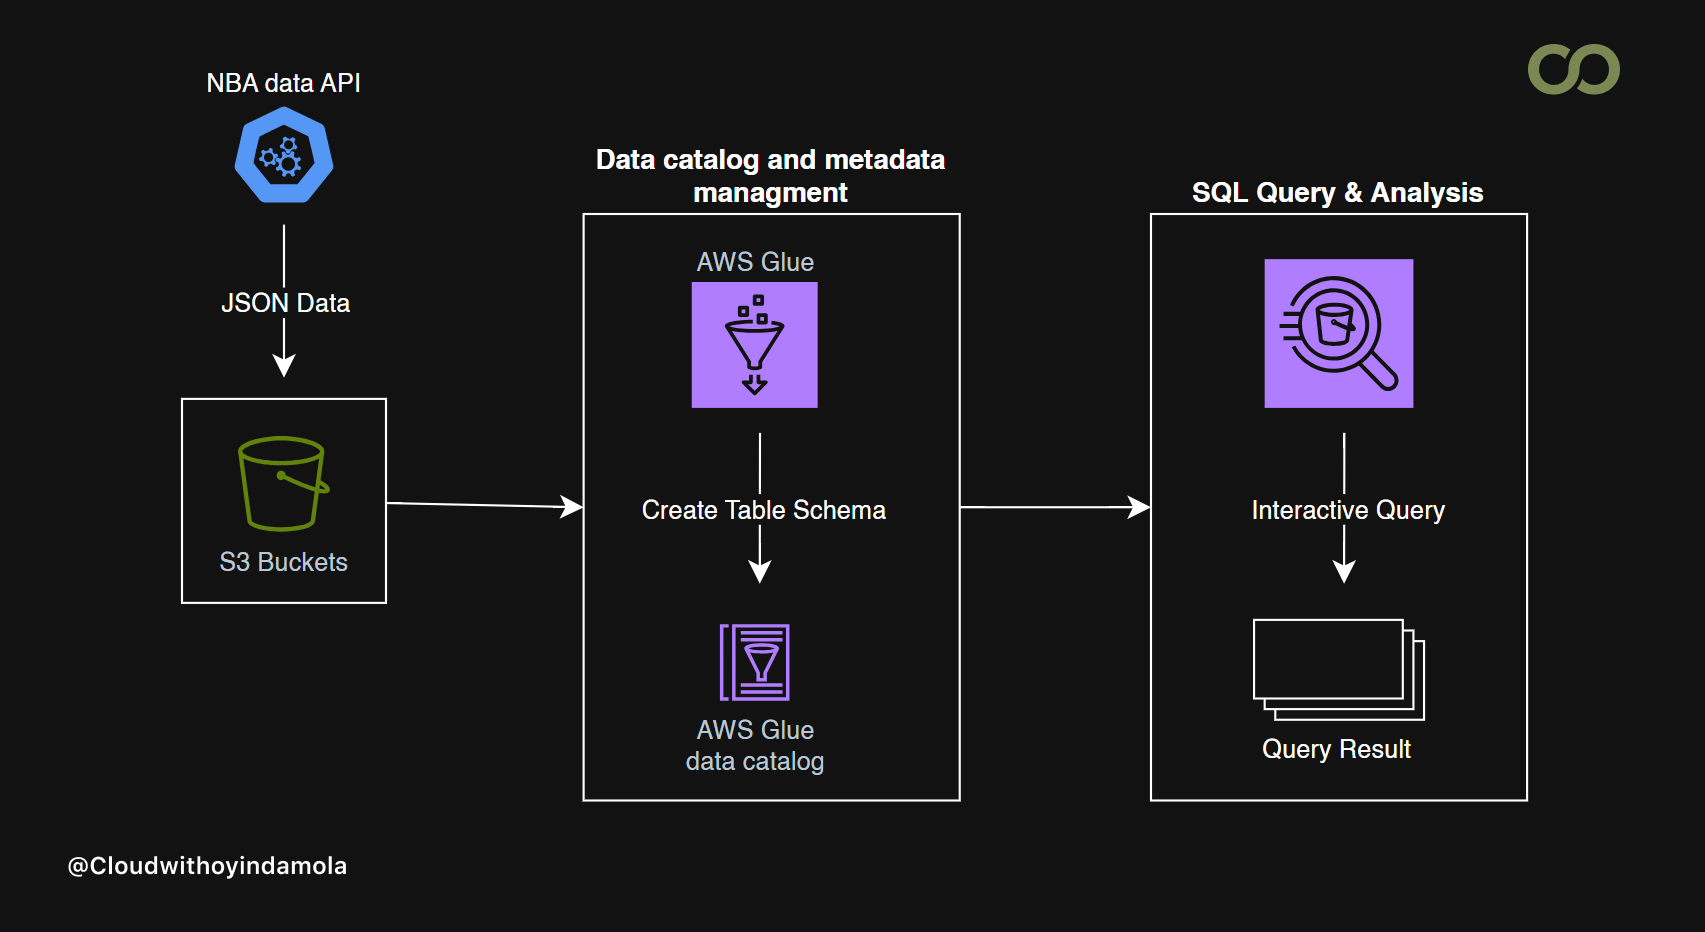 NBA data API
JSON Data
S3 Buckets
Data catalog and metadata
managment
AWS Glue
Create Table Schema
AWS Glue
data catalog
SQL Query & Analysis
Interactive Query
Query Result
@Cloudwithoyindamola